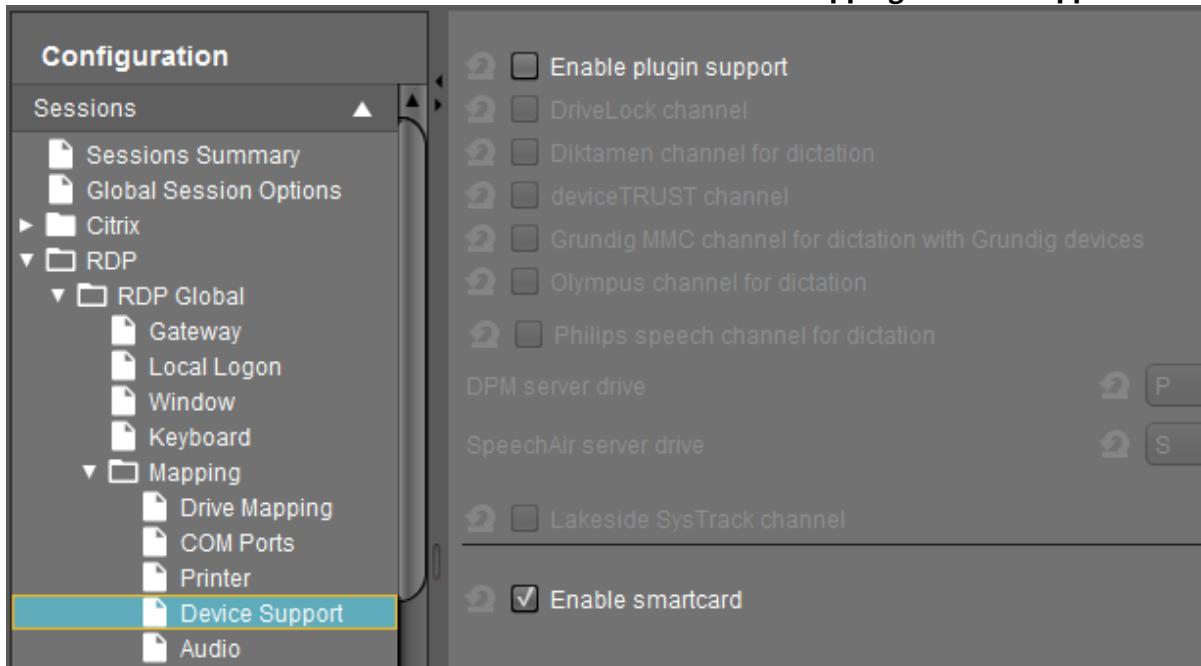 Configuration
Sessions
Sessions Summary
Global Session Options
Citrix
RDP
RDP Global
Gateway
Local Logon
Window
Keyboard
Mapping
Drive Mapping
COM Ports
Printer
Device Support
Audio
Enable plugin support
DriveLock channel
Diktamen channel for dictation
deviceTRUST channel
Grundig MMC channel for dictation with Grundig devices
Olympus channel for dictation
Philips speech channel for dictation
DPM server drive P
SpeechAir server drive S
Lakeside SysTrack channel
Enable smartcard